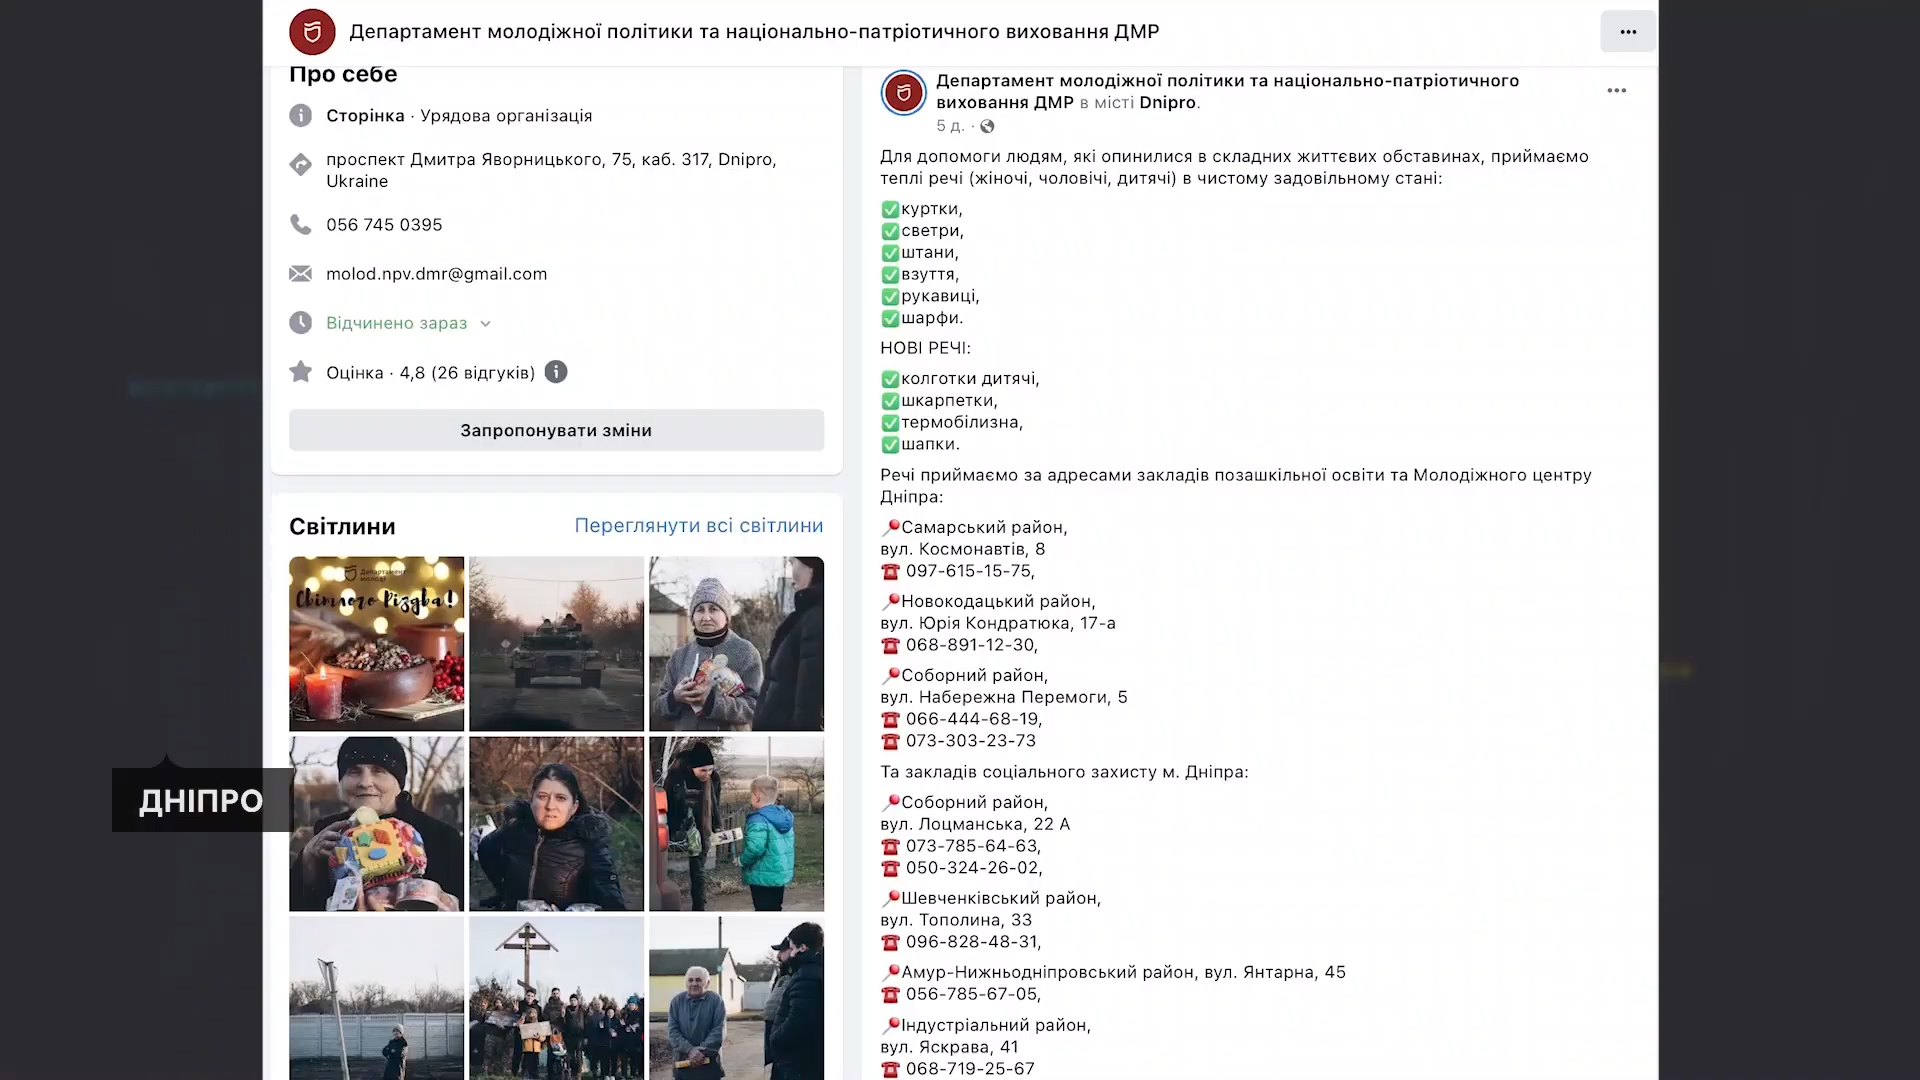 Департамент молодіжної політики та національно-патріотичного виховання ДМР
Про себе
Сторінка · Урядова організація
проспект Дмитра Яворницького, 75, каб. 317, Dnipro,
Ukraine
056 745 0395
molod.npv.dmr@gmail.com
Відчинено зараз
Оцінка · 4,8 (26 відгуків)
Запропонувати зміни
Світлини
Переглянути всі світлини
Департамент
молоді
Світлого Різдва!
ДНІПРО
Департамент молодіжної політики та національно-патріотичного
виховання ДМР в місті Dnipro.
5 д. ·
Для допомоги людям, які опинилися в складних життєвих обставинах, приймаємо
теплі речі (жіночі, чоловічі, дитячі) в чистому задовільному стані:
✅куртки,
✅светри,
✅штани,
✅взуття,
✅рукавиці,
✅шарфи.
НОВІ РЕЧІ:
✅колготки дитячі,
✅шкарпетки,
✅термобілизна,
✅шапки.
Речі приймаємо за адресами закладів позашкільної освіти та Молодіжного центру
Дніпра:
📍Самарський район,
вул. Космонавтів, 8
☎️ 097-615-15-75,
📍Новокодацький район,
вул. Юрія Кондратюка, 17-а
☎️ 068-891-12-30,
📍Соборний район,
вул. Набережна Перемоги, 5
☎️ 066-444-68-19,
☎️ 073-303-23-73
Та закладів соціального захисту м. Дніпра:
📍Соборний район,
вул. Лоцманська, 22 А
☎️ 073-785-64-63,
☎️ 050-324-26-02,
📍Шевченківський район,
вул. Тополина, 33
☎️ 096-828-48-31,
📍Амур-Нижньодніпровський район, вул. Янтарна, 45
☎️ 056-785-67-05,
📍Індустріальний район,
вул. Яскрава, 41
☎️ 068-719-25-67